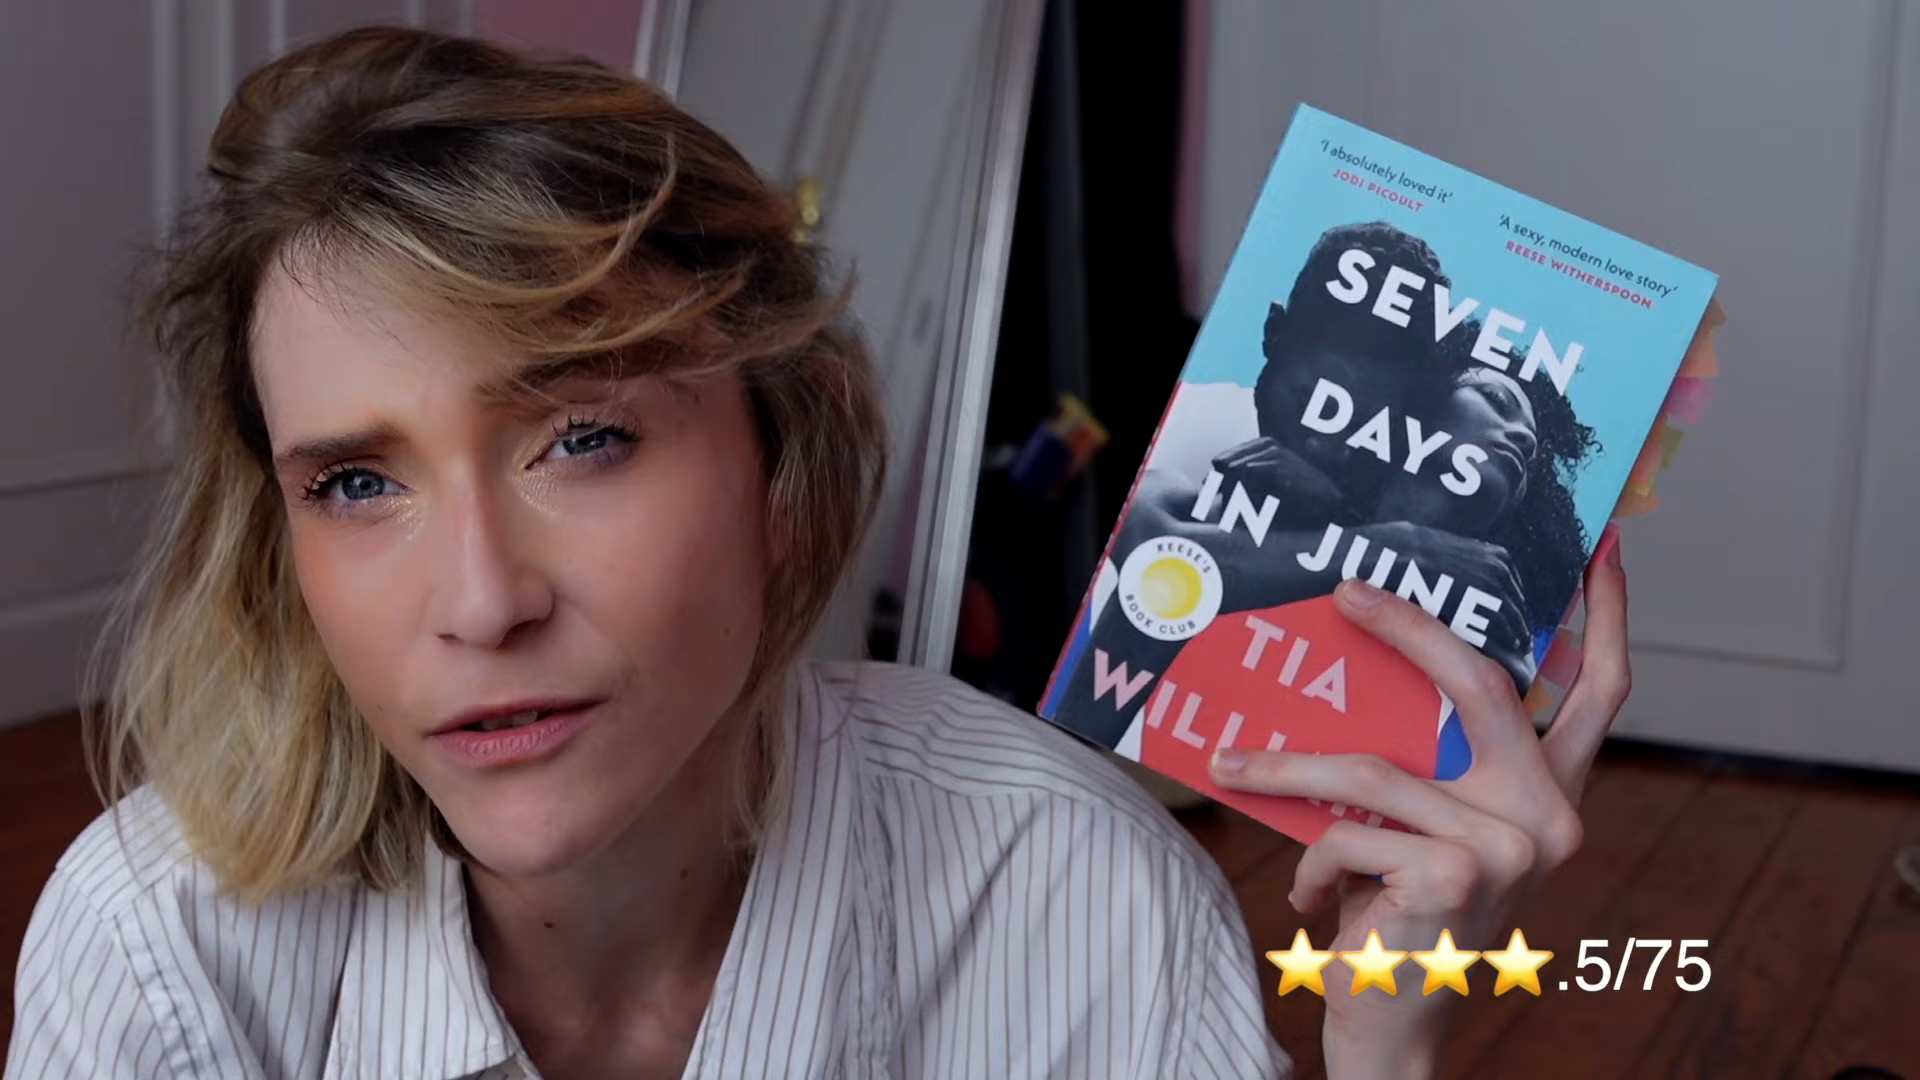 'I absolutely loved it'
JODI PICOULT
'A sexy, modern love story'
REESE WITHERSPOON
SEVEN
DAYS
IN JUNE
REESE'S
BOOK CLUB
TIA
⭐⭐⭐⭐.5/75